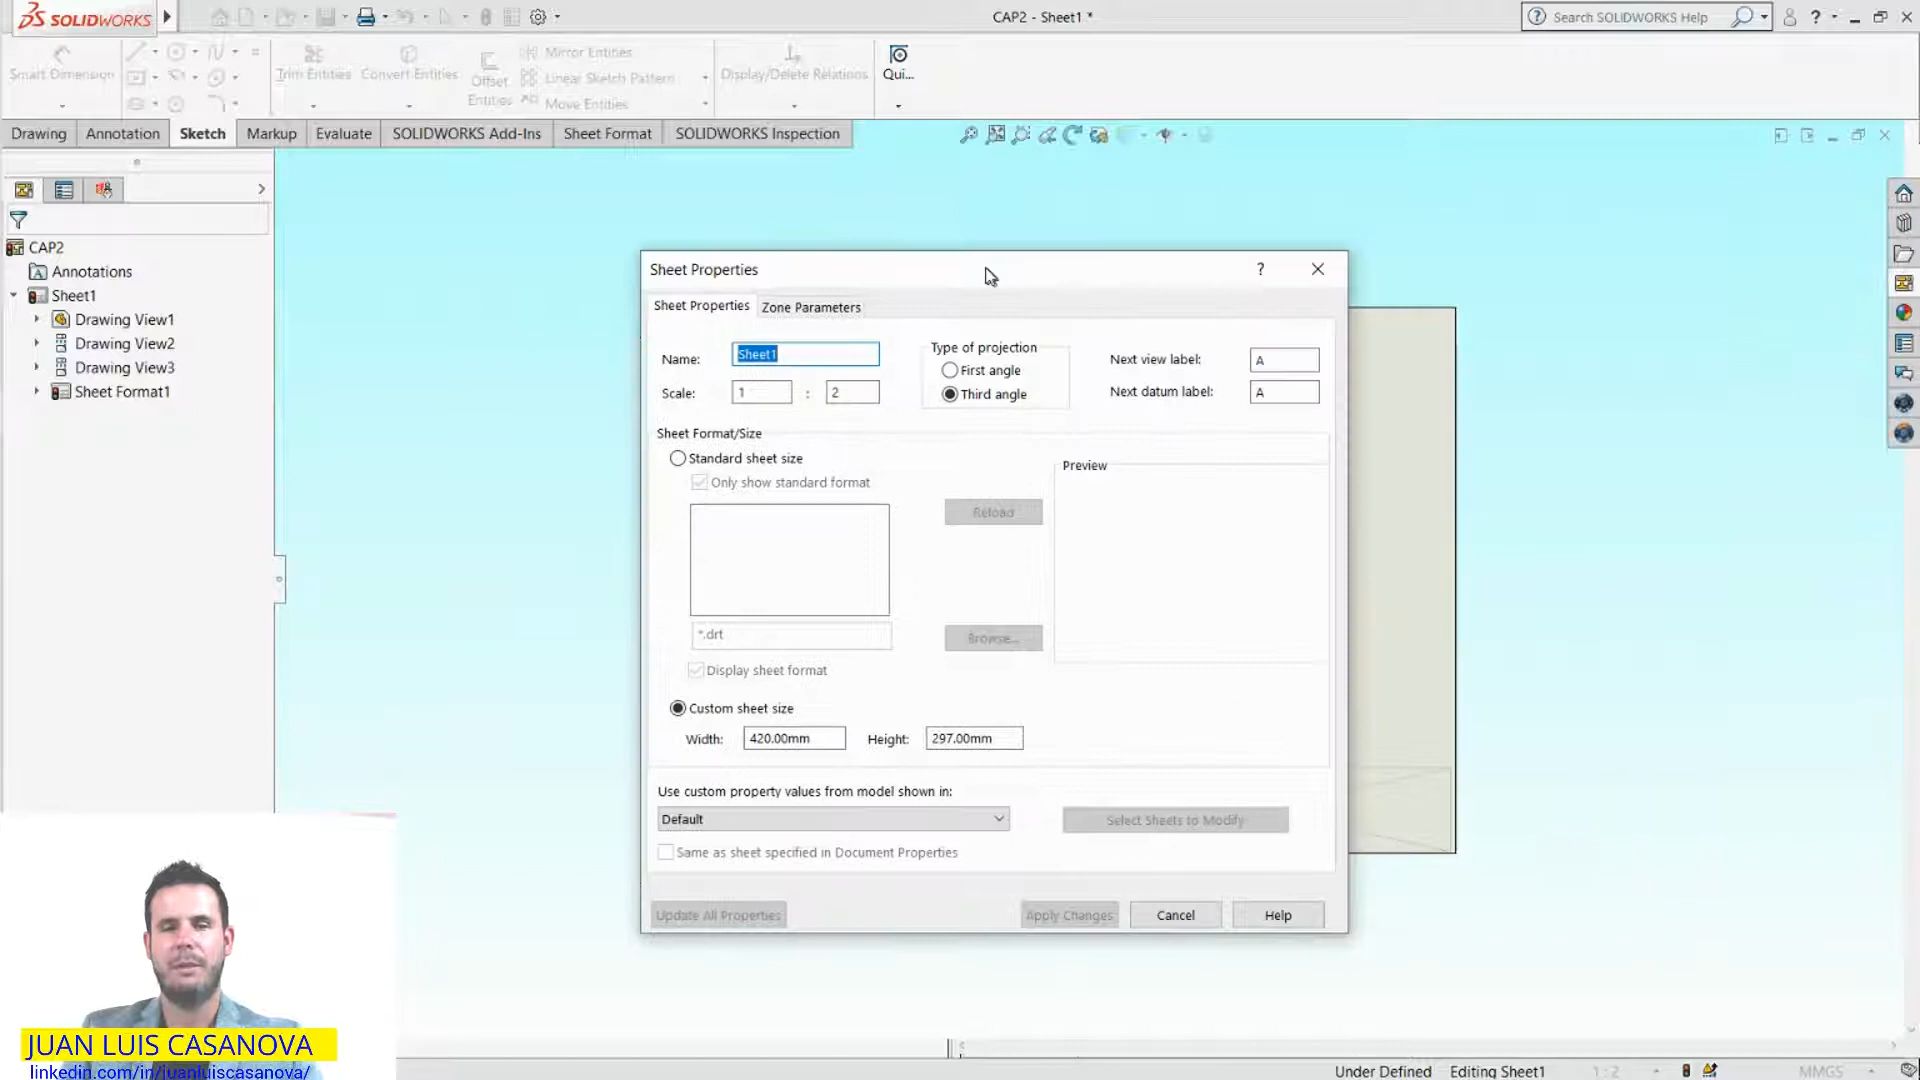 SOLIDWORKS
CAP2 - Sheet1 *
Search SOLIDWORKS Help
Smart Dimension
Trim Entities
Convert Entities
Offset
Entities
Mirror Entities
Linear Sketch Pattern
Move Entities
Display/Delete Relations
Qui...
Drawing
Annotation
Sketch
Markup
Evaluate
SOLIDWORKS Add-Ins
Sheet Format
SOLIDWORKS Inspection
CAP2
Annotations
Sheet1
Drawing View1
Drawing View2
Drawing View3
Sheet Format1
Sheet Properties
Sheet Properties
Zone Parameters
Name: Sheet1
Scale: 1 : 2
Type of projection
First angle
Third angle
Next view label: A
Next datum label: A
Sheet Format/Size
Standard sheet size
Only show standard format
Reload
Preview
*.drt
Browse...
Display sheet format
Custom sheet size
Width: 420.00mm Height: 297.00mm
Use custom property values from model shown in:
Default
Select Sheets to Modify
Same as sheet specified in Document Properties
Update All Properties
Apply Changes
Cancel
Help
JUAN LUIS CASANOVA
linkedin.com/in/juanluiscasanova/
Under Defined
Editing Sheet1
1 : 2
MMGS